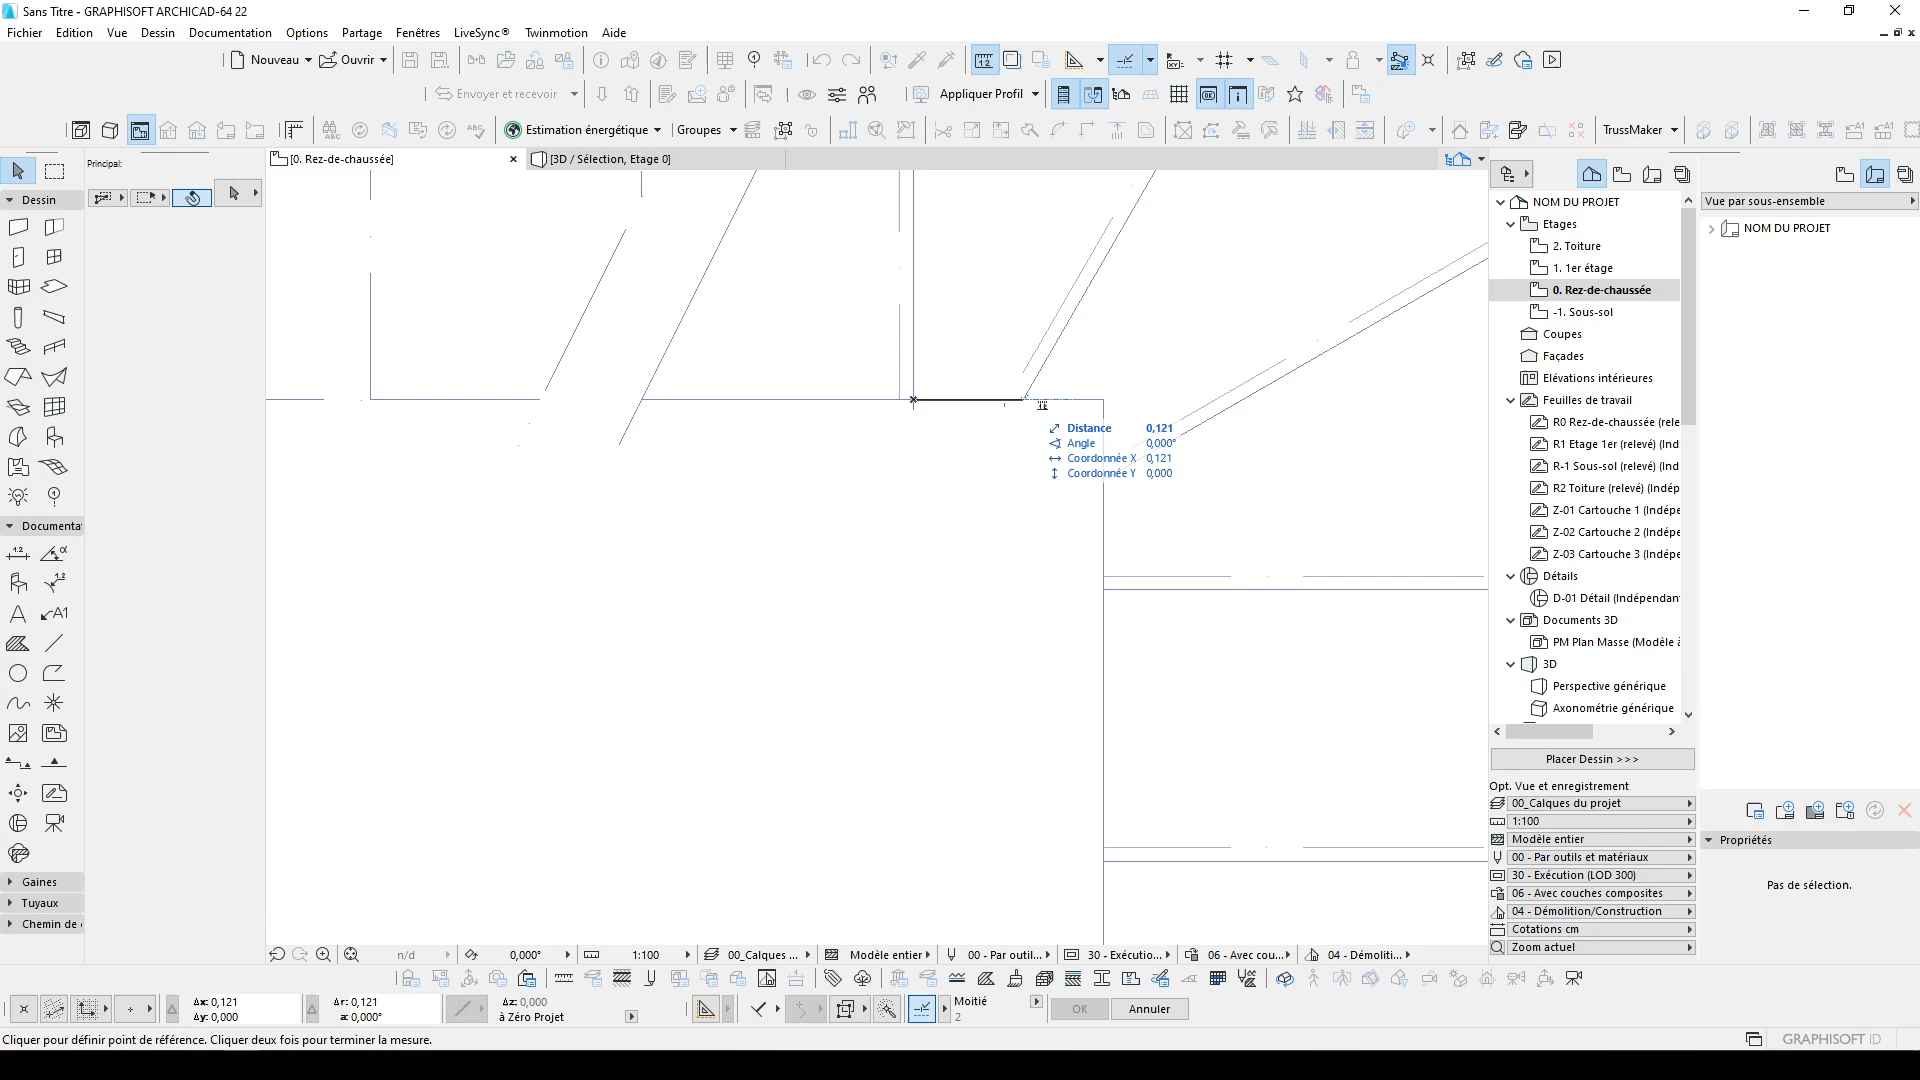 Sans Titre - GRAPHISOFT ARCHICAD-64 22
Fichier Edition Vue Dessin Documentation Options Partage Fenêtres LiveSync® Twinmotion Aide
Nouveau Ouvrir
Envoyer et recevoir Appliquer Profil
Estimation énergétique Groupes TrussMaker
Principal:
[0. Rez-de-chaussée] [3D / Sélection, Etage 0]
Dessin
Documenta
Gaines
Tuyaux
Chemin de
Distance 0,121
Angle 0,000°
Coordonnée X 0,121
Coordonnée Y 0,000
NOM DU PROJET
Etages
2. Toiture
1. 1er étage
0. Rez-de-chaussée
-1. Sous-sol
Coupes
Façades
Elévations intérieures
Feuilles de travail
R0 Rez-de-chaussée (rele
R1 Etage 1er (relevé) (Ind
R-1 Sous-sol (relevé) (Ind
R2 Toiture (relevé) (Indép
Z-01 Cartouche 1 (Indépe
Z-02 Cartouche 2 (Indépe
Z-03 Cartouche 3 (Indépe
Détails
D-01 Détail (Indépendan
Documents 3D
PM Plan Masse (Modèle à
3D
Perspective générique
Axonométrie générique
Placer Dessin >>>
Opt. Vue et enregistrement
00_Calques du projet
1:100
Modèle entier
00 - Par outils et matériaux
30 - Exécution (LOD 300)
06 - Avec couches composites
04 - Démolition/Construction
Cotations cm
Zoom actuel
Vue par sous-ensemble
NOM DU PROJET
Propriétés
Pas de sélection.
n/d 0,000° 1:100 00_Calques ... Modèle entier 00 - Par outil... 30 - Exécutio... 06 - Avec cou... 04 - Démoliti...
Δx: 0,121 Δr: 0,121 Δz: 0,000 Moitié
Δy: 0,000 a: 0,000° à Zéro Projet 2
OK Annuler
Cliquer pour définir point de référence. Cliquer deux fois pour terminer la mesure.
GRAPHISOFT ID